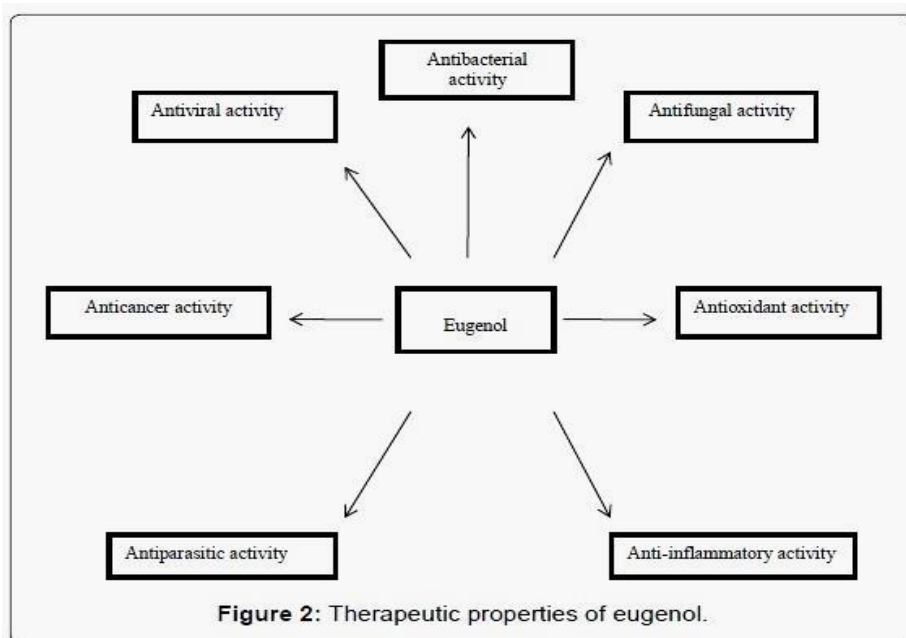 Antibacterial
activity
Antiviral activity
Antifungal activity
Anticancer activity
Eugenol
Antioxidant activity
Antiparasitic activity
Anti-inflammatory activity
Figure 2: Therapeutic properties of eugenol.